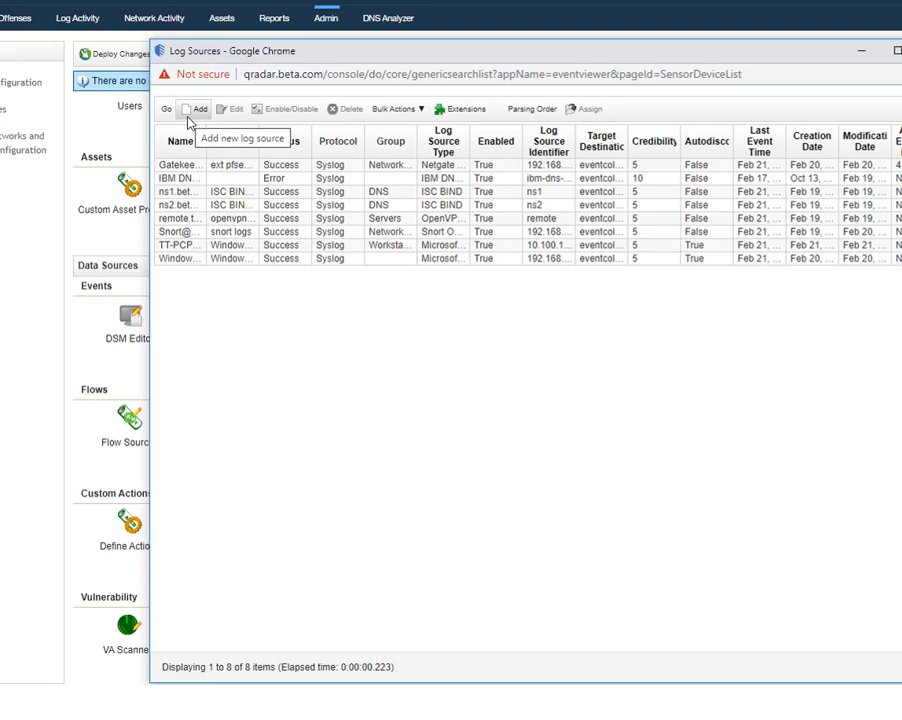 Offenses Log Activity Network Activity Assets Reports Admin DNS Analyzer
Deploy Changes
There are no
Users
Assets
Custom Asset Pr
Data Sources
Events
DSM Edito
Flows
Flow Sourc
Custom Actions
Define Actio
Vulnerability
VA Scanne
nfiguration
es
tworks and
onfiguration
Log Sources - Google Chrome
Not secure qradar.beta.com/console/do/core/genericsearchlist?appName=eventviewer&pageId=SensorDeviceList
Go Add Edit Enable/Disable Delete Bulk Actions ▼ Extensions Parsing Order Assign
Add new log source
Name us Protocol Group Log Source Type Enabled Log Source Identifier Target Destinatic Credibility Autodiscc Last Event Time Creation Date Modificati Date
Gatekee... ext pfse... Success Syslog Network... Netgate ... True 192.168.... eventcol... 5 False Feb 21, ... Feb 20, ... Feb 20, ... 4
IBM DN... Error Syslog IBM DN... True ibm-dns-... eventcol... 10 False Feb 17, ... Oct 13, ... Feb 19, ... N
ns1.bet... ISC BIN... Success Syslog DNS ISC BIND True ns1 eventcol... 5 False Feb 21, ... Feb 19, ... Feb 19, ... N
ns2.bet... ISC BIN... Success Syslog DNS ISC BIND True ns2 eventcol... 5 False Feb 21, ... Feb 19, ... Feb 19, ... N
remote.t... openvpn... Success Syslog Servers OpenVP... True remote eventcol... 5 False Feb 21, ... Feb 19, ... Feb 19, ... N
Snort@... snort logs Success Syslog Network... Snort O... True 192.168.... eventcol... 5 False Feb 21, ... Feb 19, ... Feb 19, ... N
TT-PCP... Window... Success Syslog Worksta... Microsof... True 10.100.1... eventcol... 5 True Feb 21, ... Feb 21, ... Feb 21, ... N
Window... Window... Success Syslog Microsof... True 192.168.... eventcol... 5 True Feb 21, ... Feb 20, ... Feb 20, ... N
Displaying 1 to 8 of 8 items (Elapsed time: 0:00:00.223)